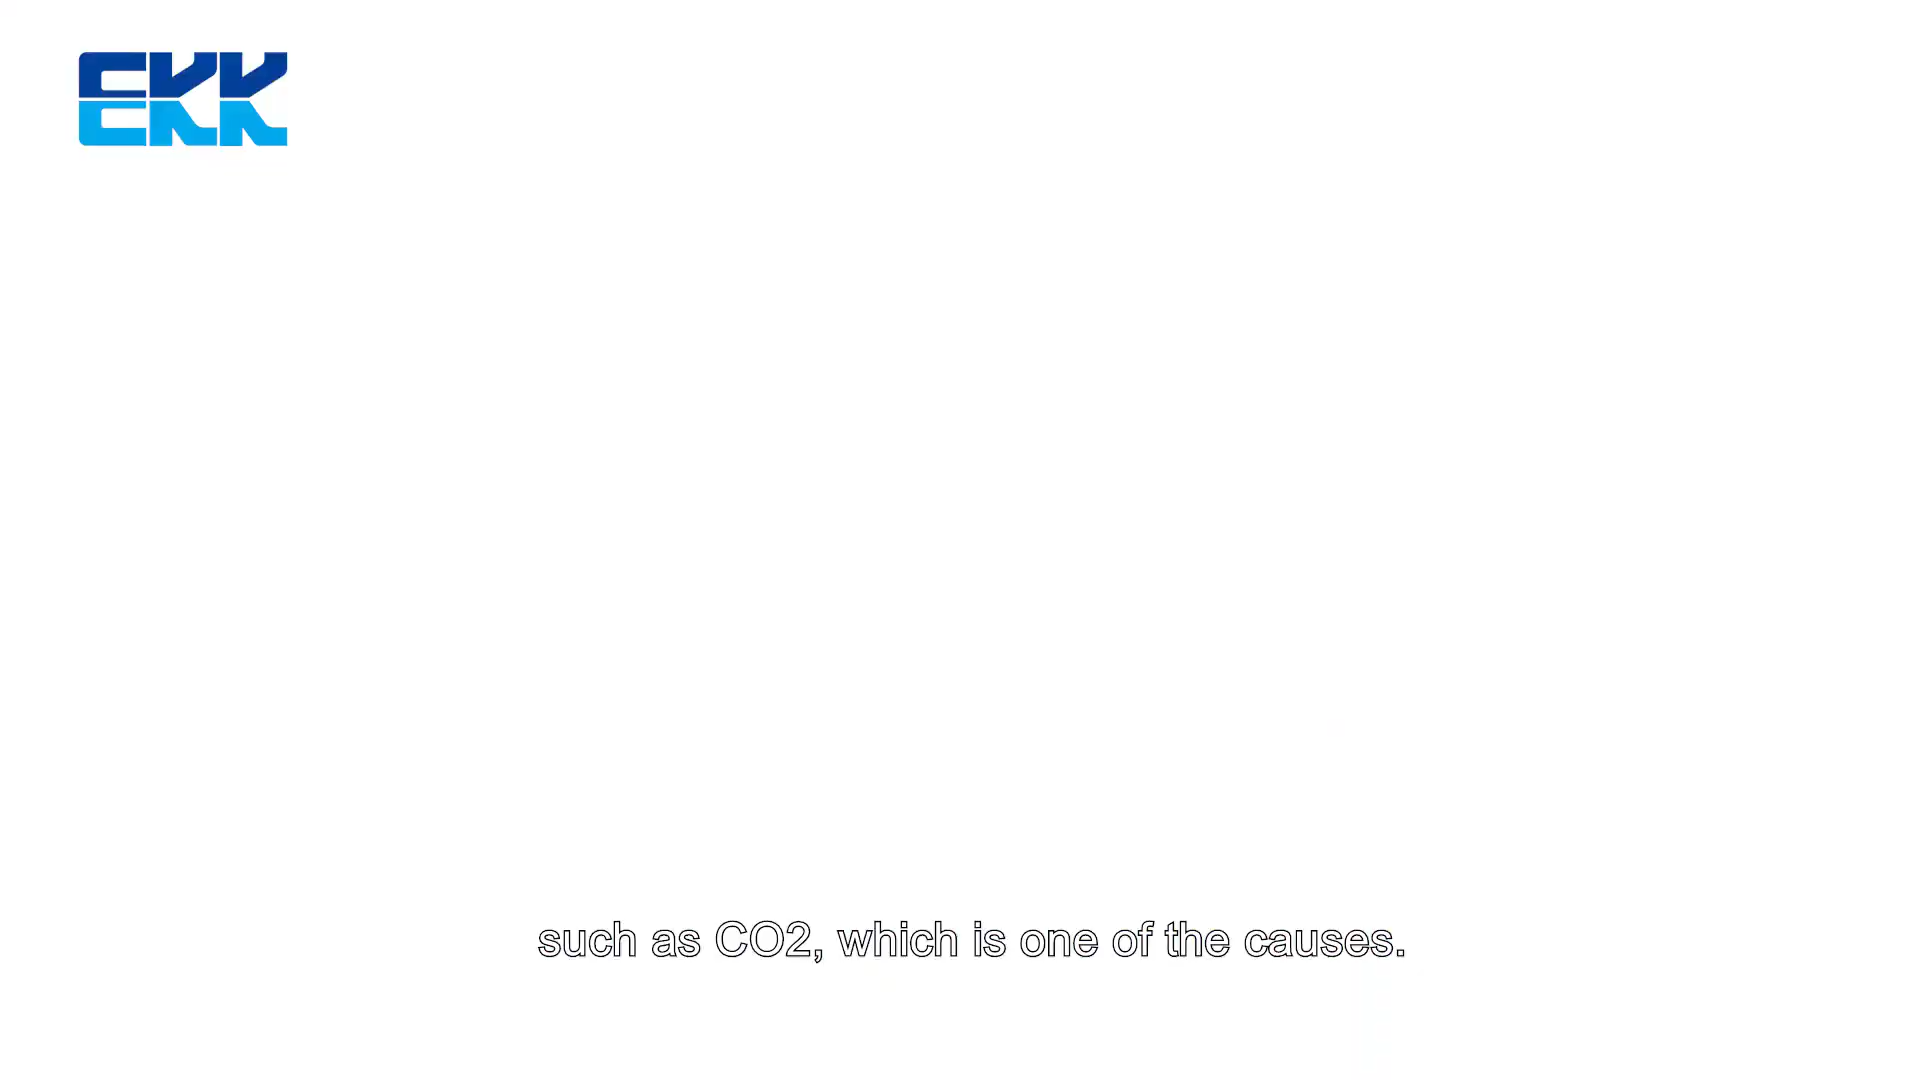 EKK
such as CO2, which is one of the causes.